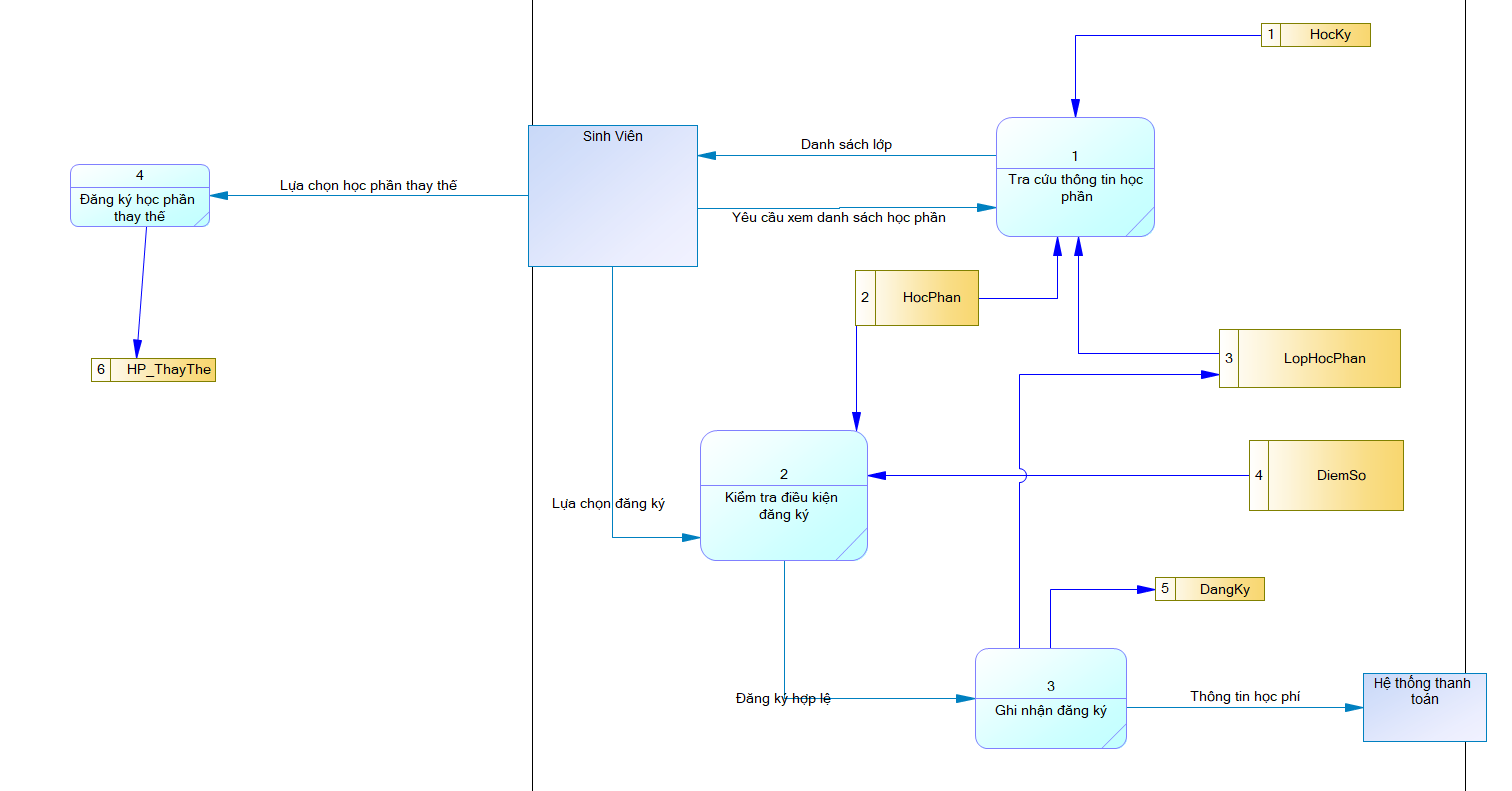 1 HocKy
Sinh Viên
Danh sách lớp
1
Tra cứu thông tin học
phần
4
Đăng ký học phần
thay thế
Lựa chọn học phần thay thế
Yêu cầu xem danh sách học phần
2 HocPhan
3 LopHocPhan
6 HP_ThayThe
2
Kiểm tra điều kiện
đăng ký
4 DiemSo
Lựa chọn đăng ký
5 DangKy
3
Ghi nhận đăng ký
Đăng ký hợp lệ
Thông tin học phí
Hệ thống thanh
toán